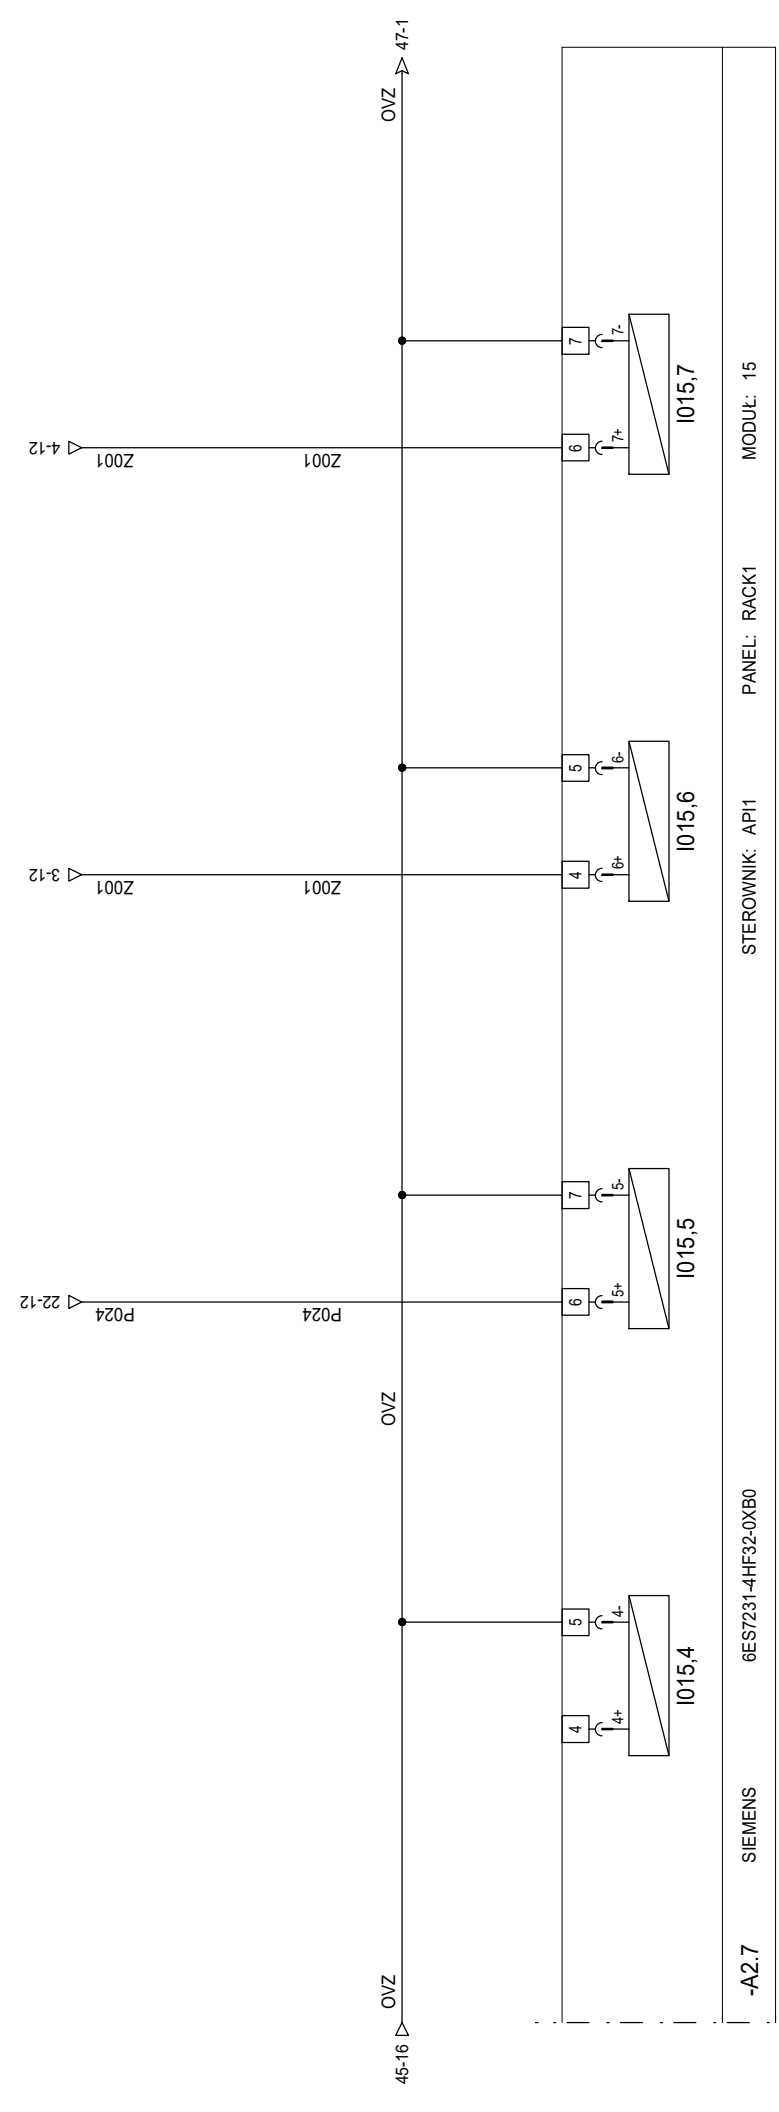 22-12
3-12
4-12
P024
Z001
Z001
P024
Z001
Z001
45-16
OVZ
OVZ
OVZ
47-1
4
5
6
7
4
5
6
7
4+
4-
5+
5-
6+
6-
7+
7-
I015,4
I015,5
I015,6
I015,7
-A2.7 SIEMENS 6ES7231-4HF32-0XB0 STEROWNIK: API1 PANEL: RACK1 MODUŁ: 15